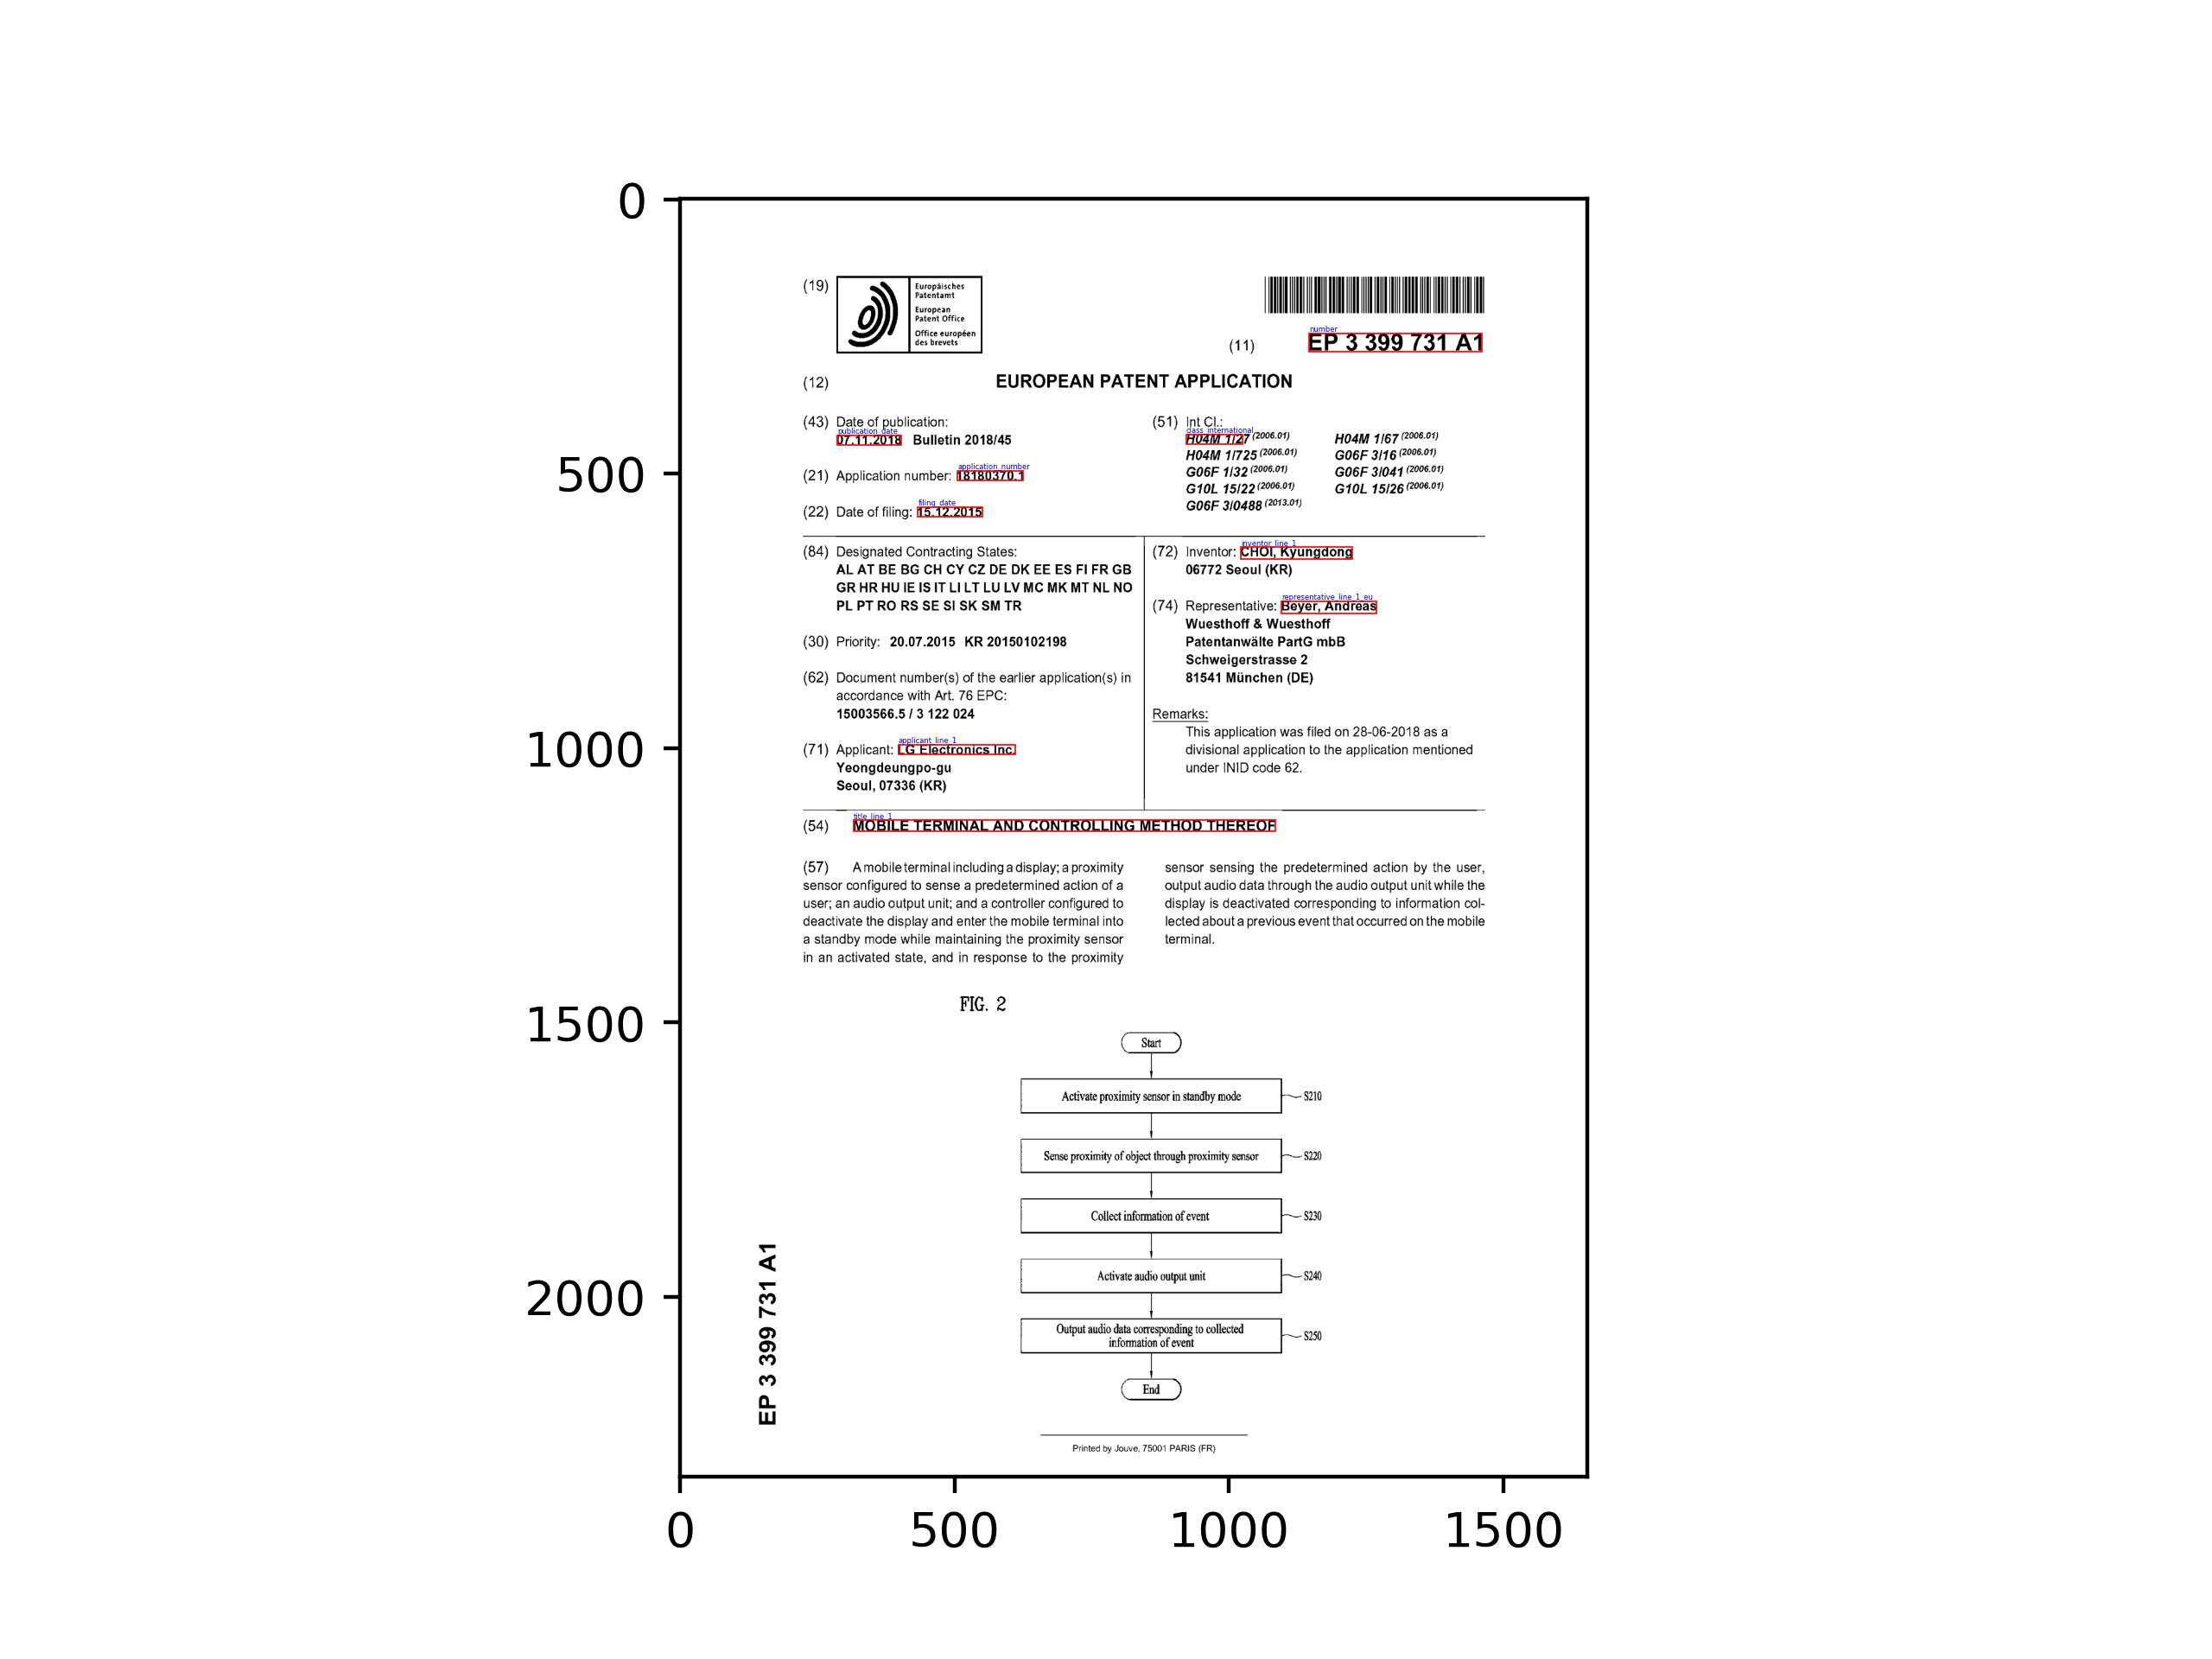 0
500
1000
1500
2000
0
500
1000
1500
(19)
Europäisches
Patentamt
European
Patent Office
Office européen
des brevets
number
(11)
EP 3 399 731 A1
(12)
EUROPEAN PATENT APPLICATION
(43) Date of publication:
publication_date
07.11.2018 Bulletin 2018/45
(21) Application number: 18180370.1
application_number
(22) Date of filing: 15.12.2015
filing_date
(51) Int Cl.:
class_international
H04M 1/27 (2006.01) H04M 1/67 (2006.01)
H04M 1/725 (2006.01) G06F 3/16 (2006.01)
G06F 1/32 (2006.01) G06F 3/041 (2006.01)
G10L 15/22 (2006.01) G10L 15/26 (2006.01)
G06F 3/0488 (2013.01)
(84) Designated Contracting States:
AL AT BE BG CH CY CZ DE DK EE ES FI FR GB
GR HR HU IE IS IT LI LT LU LV MC MK MT NL NO
PL PT RO RS SE SI SK SM TR
(30) Priority: 20.07.2015 KR 20150102198
(62) Document number(s) of the earlier application(s) in
accordance with Art. 76 EPC:
15003566.5 / 3 122 024
applicant_line_1
(71) Applicant: LG Electronics Inc.
Yeongdeungpo-gu
Seoul, 07336 (KR)
inventor_line_1
(72) Inventor: CHOI, Kyungdong
06772 Seoul (KR)
representative_line_1_eu
(74) Representative: Beyer, Andreas
Wuesthoff & Wuesthoff
Patentanwälte PartG mbB
Schweigerstrasse 2
81541 München (DE)
Remarks:
This application was filed on 28-06-2018 as a
divisional application to the application mentioned
under INID code 62.
title_line_1
(54) MOBILE TERMINAL AND CONTROLLING METHOD THEREOF
(57) A mobile terminal including a display; a proximity
sensor configured to sense a predetermined action of a
user; an audio output unit; and a controller configured to
deactivate the display and enter the mobile terminal into
a standby mode while maintaining the proximity sensor
in an activated state, and in response to the proximity
sensor sensing the predetermined action by the user,
output audio data through the audio output unit while the
display is deactivated corresponding to information col-
lected about a previous event that occurred on the mobile
terminal.
FIG. 2
Start
Activate proximity sensor in standby mode S210
Sense proximity of object through proximity sensor S220
Collect information of event S230
Activate audio output unit S240
Output audio data corresponding to collected
information of event S250
End
EP 3 399 731 A1
Printed by Jouve, 75001 PARIS (FR)